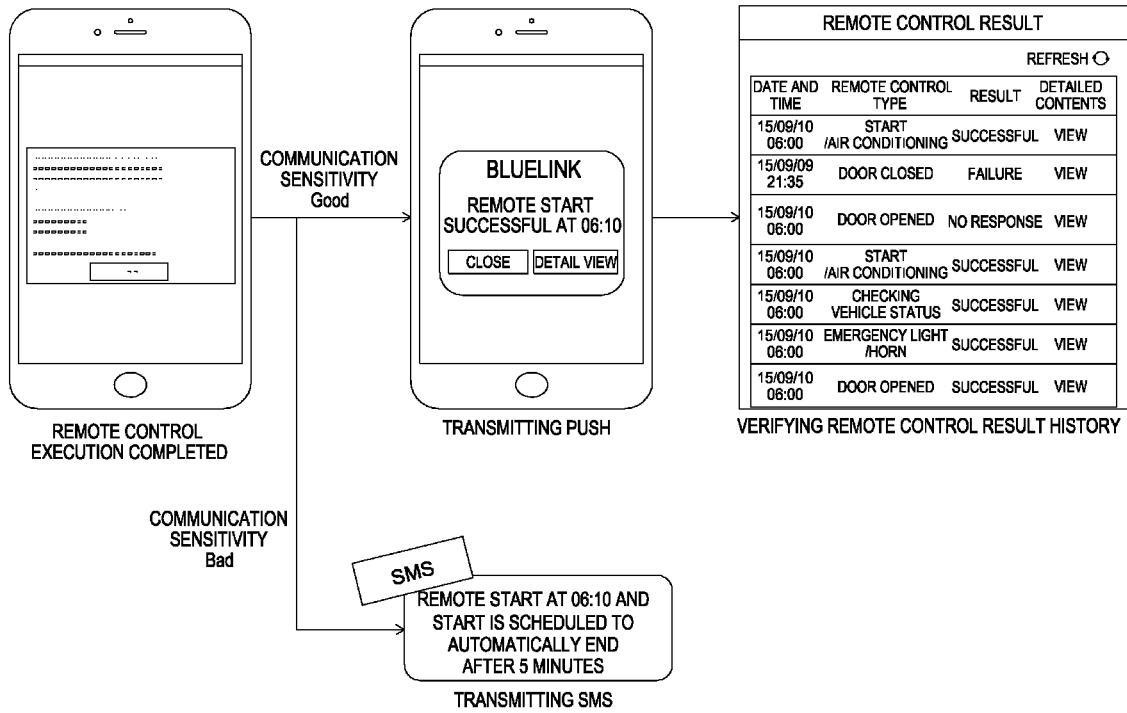 REMOTE CONTROL
EXECUTION COMPLETED
COMMUNICATION
SENSITIVITY
Good
BLUELINK
REMOTE START
SUCCESSFUL AT 06:10
CLOSE DETAIL VIEW
TRANSMITTING PUSH
REMOTE CONTROL RESULT
REFRESH
DATE AND REMOTE CONTROL RESULT DETAILED
TIME TYPE CONTENTS
15/09/10 START SUCCESSFUL VIEW
06:00 /AIR CONDITIONING
15/09/09 DOOR CLOSED FAILURE VIEW
21:35
15/09/10 DOOR OPENED NO RESPONSE VIEW
06:00
15/09/10 START SUCCESSFUL VIEW
06:00 /AIR CONDITIONING
15/09/10 CHECKING SUCCESSFUL VIEW
06:00 VEHICLE STATUS
15/09/10 EMERGENCY LIGHT SUCCESSFUL VIEW
06:00 /HORN
15/09/10 DOOR OPENED SUCCESSFUL VIEW
06:00
VERIFYING REMOTE CONTROL RESULT HISTORY
COMMUNICATION
SENSITIVITY
Bad
SMS
REMOTE START AT 06:10 AND
START IS SCHEDULED TO
AUTOMATICALLY END
AFTER 5 MINUTES
TRANSMITTING SMS